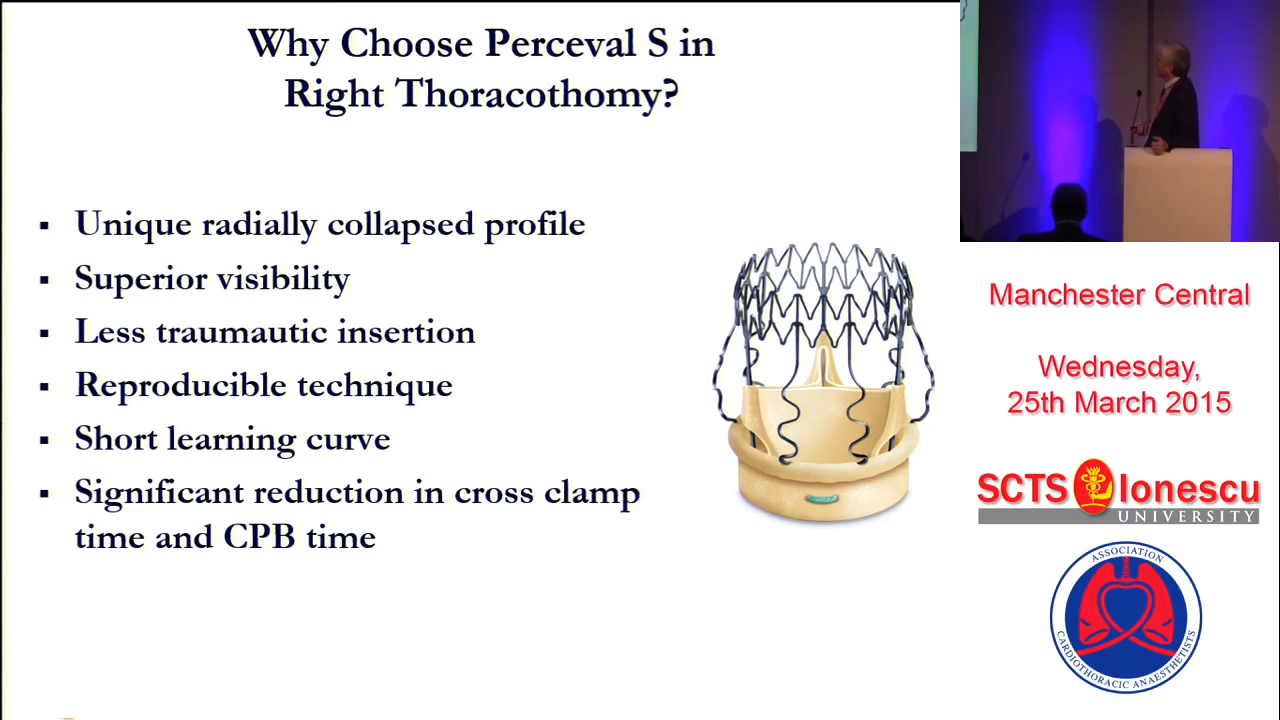 Why Choose Perceval S in
Right Thoracothomy?
Unique radially collapsed profile
Superior visibility
Less traumautic insertion
Reproducible technique
Short learning curve
Significant reduction in cross clamp
time and CPB time
Manchester Central
Wednesday,
25th March 2015
SCTS Ionescu
UNIVERSITY
ASSOCIATION
CARDIOTHORACIC ANAESTHETISTS